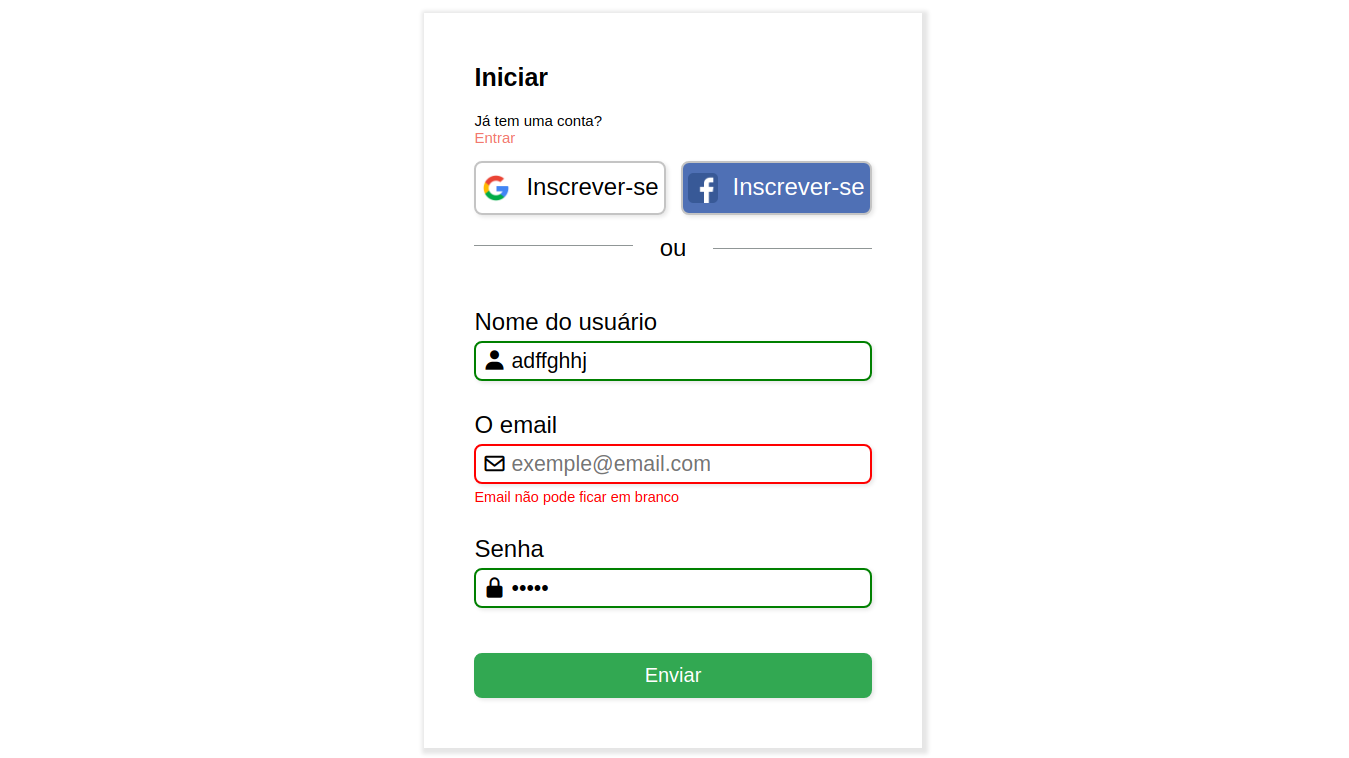 Iniciar
Já tem uma conta?
Entrar
Inscrever-se
Inscrever-se
ou
Nome do usuário
adffghhj
O email
exemple@email.com
Email não pode ficar em branco
Senha
•••••
Enviar